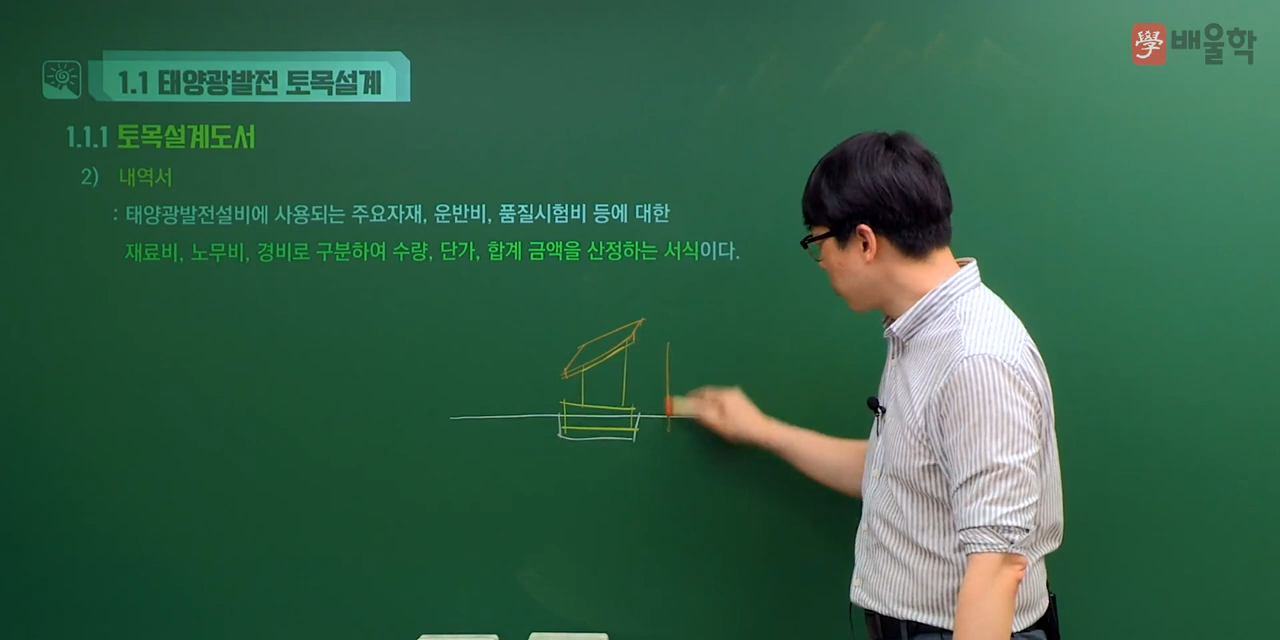 學 배울학
1.1 태양광발전 토목설계
1.1.1 토목설계도서
2) 내역서
: 태양광발전설비에 사용되는 주요자재, 운반비, 품질시험비 등에 대한
재료비, 노무비, 경비로 구분하여 수량, 단가, 합계 금액을 산정하는 서식이다.